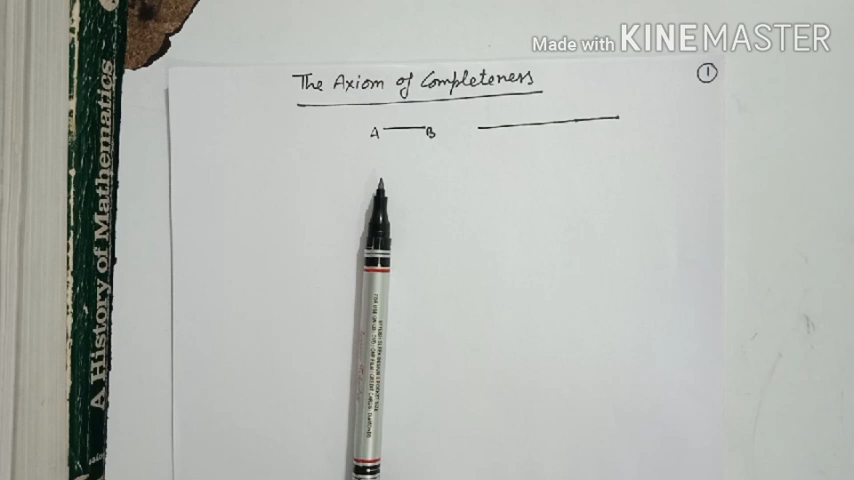 Made with KINEMASTER
The Axiom of Completeness
1
A B
A History of Mathematics